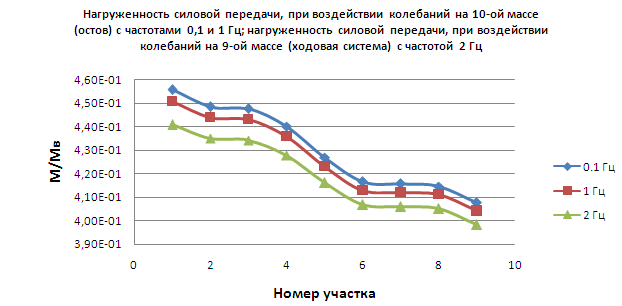 Нагруженность силовой передачи, при воздействии колебаний на 10-ой массе
(остов) с частотами 0,1 и 1 Гц; нагруженность силовой передачи, при воздействии
колебаний на 9-ой массе (ходовая система) с частотой 2 Гц
4,60E-01
4,50E-01
4,40E-01
4,30E-01
4,20E-01
4,10E-01
4,00E-01
3,90E-01
М/Мв
0 2 4 6 8 10
Номер участка
0.1 Гц
1 Гц
2 Гц